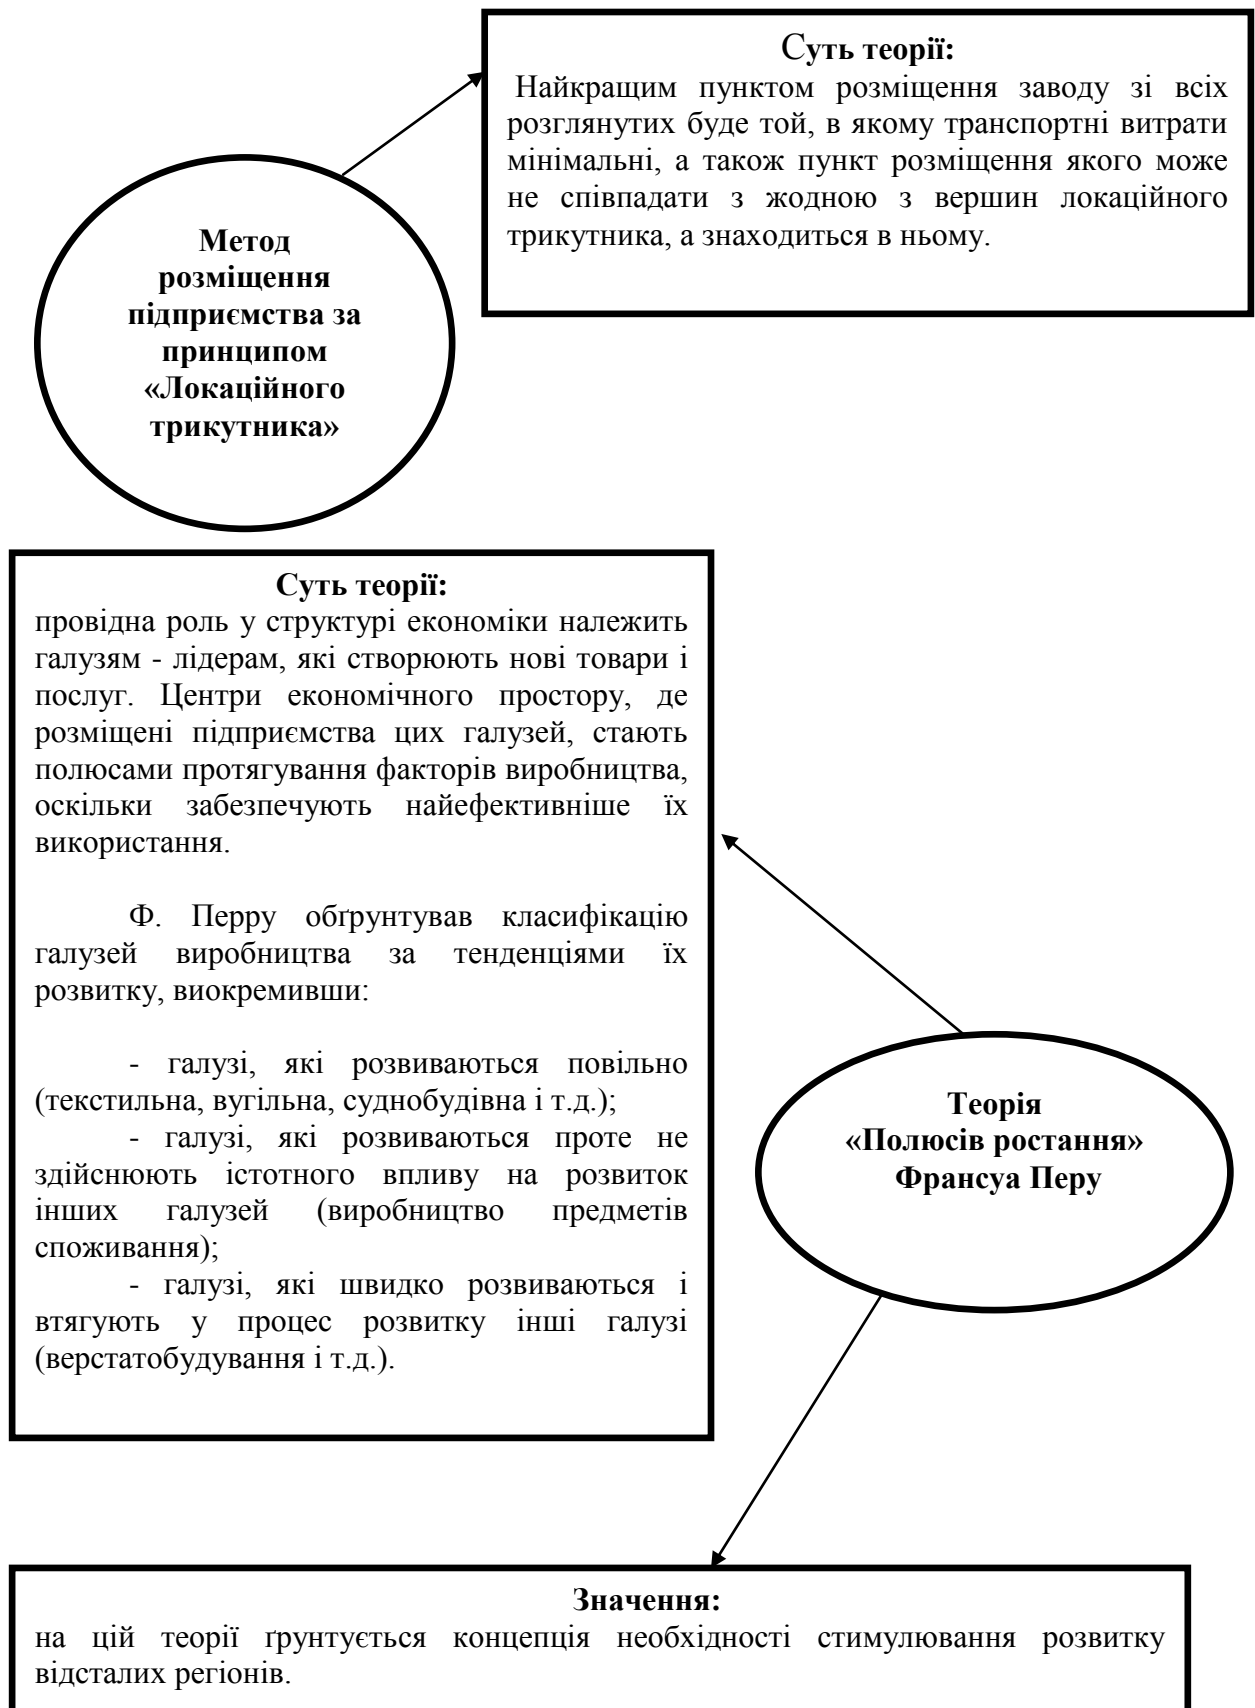 Суть теорії:
Найкращим пунктом розміщення заводу зі всіх
розглянутих буде той, в якому транспортні витрати
мінімальні, а також пункт розміщення якого може
не співпадати з жодною з вершин локаційного
трикутника, а знаходиться в ньому.
Метод
розміщення
підприємства за
принципом
«Локаційного
трикутника»
Суть теорії:
провідна роль у структурі економіки належить
галузям - лідерам, які створюють нові товари і
послуг. Центри економічного простору, де
розміщені підприємства цих галузей, стають
полюсами протягування факторів виробництва,
оскільки забезпечують найефективніше їх
використання.
Ф. Перру обґрунтував класифікацію
галузей виробництва за тенденціями їх
розвитку, виокремивши:
- галузі, які розвиваються повільно
(текстильна, вугільна, суднобудівна і т.д.);
- галузі, які розвиваються проте не
здійснюють істотного впливу на розвиток
інших галузей (виробництво предметів
споживання);
- галузі, які швидко розвиваються і
втягують у процес розвитку інші галузі
(верстатобудування і т.д.).
Теорія
«Полюсів ростання»
Франсуа Перу
Значення:
на цій теорії ґрунтується концепція необхідності стимулювання розвитку
відсталих регіонів.